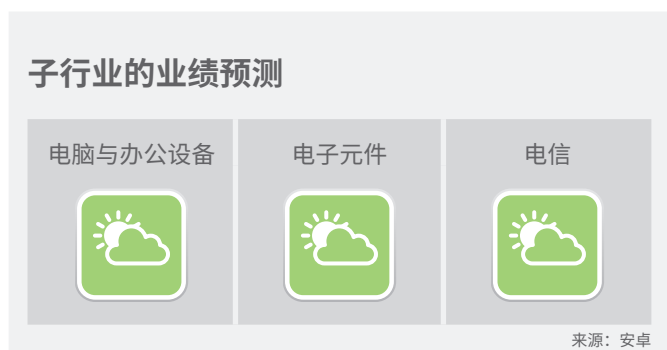 子行业的业绩预测
电脑与办公设备
电子元件
电信
来源：安卓